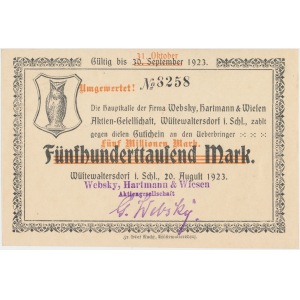 31. Oktober
Gültig bis 30. September 1923.
Umgewertet!
No 3258
Die Hauptkasse der Firma Websky, Hartmann & Wiesen
Aktien-Gesellschaft, Wüstewaltersdorf i. Schl., zahlt
gegen diesen Gutschein an den Ueberbringer
Fünf Millionen Mark.
Fünfhunderttausend Mark.
Wüstewaltersdorf i. Schl., 20. August 1923.
Websky, Hartmann & Wiesen
Aktiengesellschaft
G. Websky